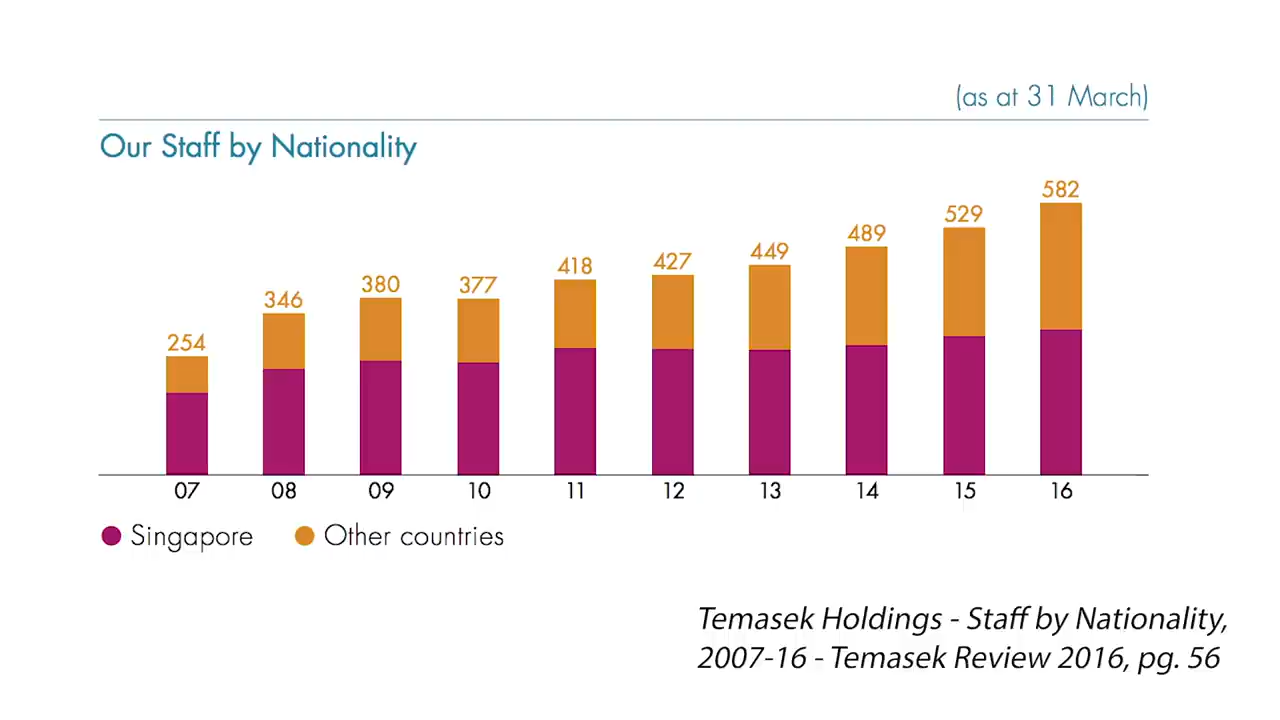 (as at 31 March)
Our Staff by Nationality
254
346
380
377
418
427
449
489
529
582
07 08 09 10 11 12 13 14 15 16
Singapore Other countries
Temasek Holdings - Staff by Nationality,
2007-16 - Temasek Review 2016, pg. 56